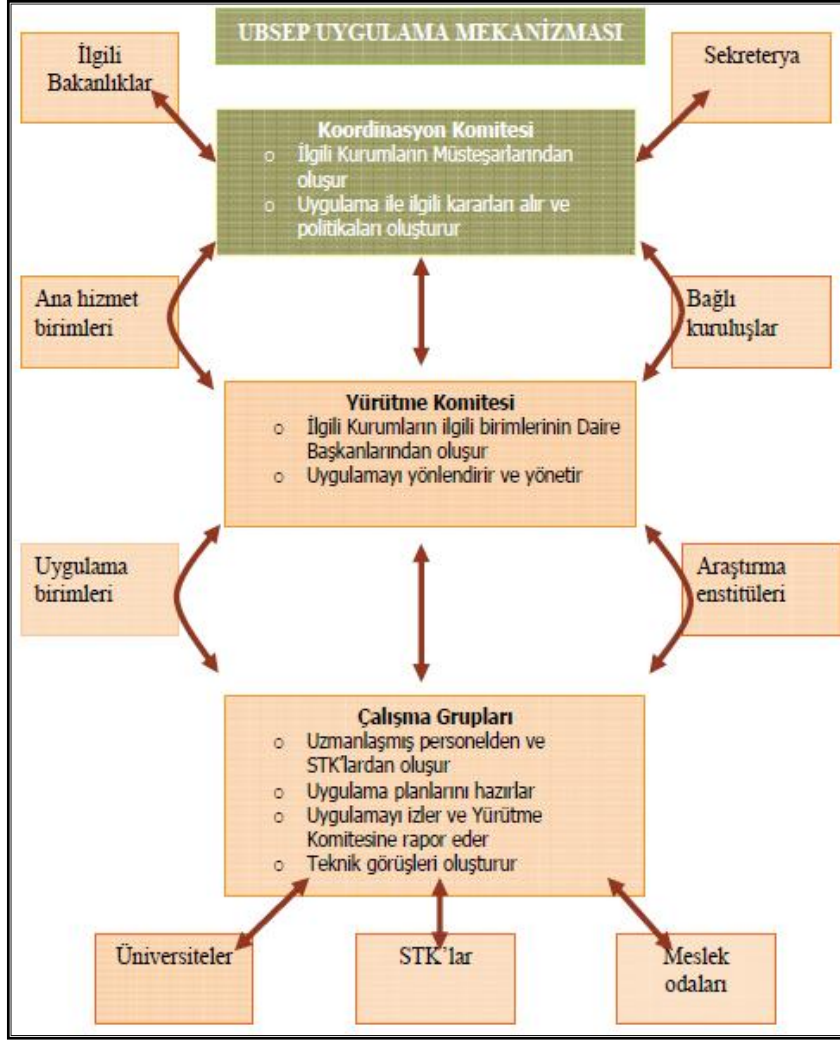 UBSEP UYGULAMA MEKANİZMASI
İlgili
Bakanlıklar
Sekreterya
Koordinasyon Komitesi
o İlgili Kurumların Müsteşarlarından
oluşur
o Uygulama ile ilgili kararları alır ve
politikaları oluşturur
Ana hizmet
birimleri
Bağlı
kuruluşlar
Yürütme Komitesi
o İlgili Kurumların ilgili birimlerinin Daire
Başkanlarından oluşur
o Uygulamayı yönlendirir ve yönetir
Uygulama
birimleri
Araştırma
enstitüleri
Çalışma Grupları
o Uzmanlaşmış personelden ve
STK'lardan oluşur
o Uygulama planlarını hazırlar
o Uygulamayı izler ve Yürütme
Komitesine rapor eder
o Teknik görüşleri oluşturur
Üniversiteler
STK'lar
Meslek
odaları